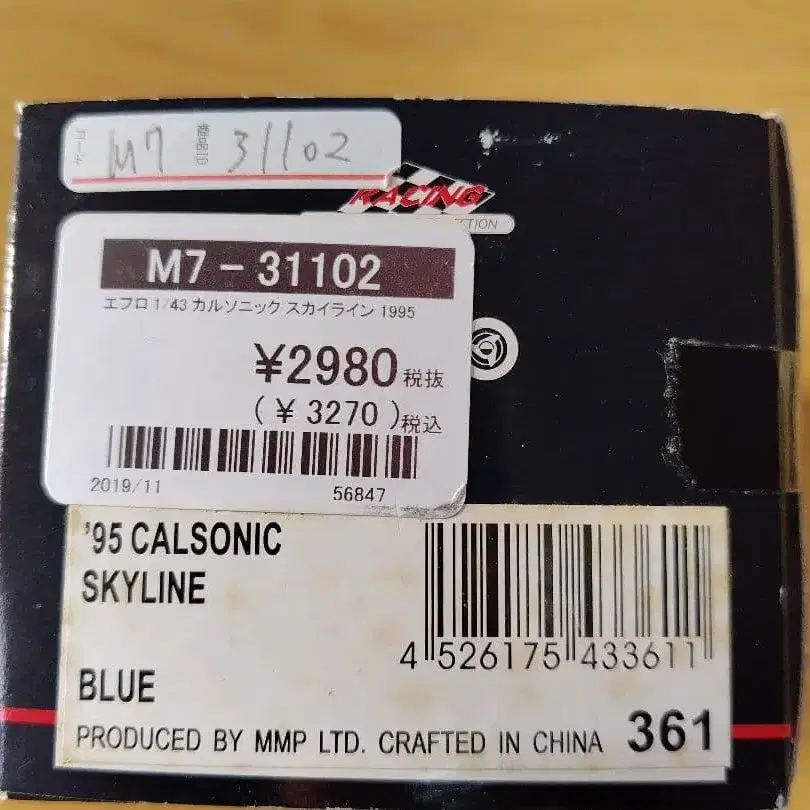 コード M7 商品ID 31102
RACING
CTION
M7 - 31102
エブロ 1/43 カルソニック スカイライン 1995
¥2980 税抜
(¥ 3270)税込
2019/11 56847
'95 CALSONIC
SKYLINE
4 526175 433611
BLUE
PRODUCED BY MMP LTD. CRAFTED IN CHINA 361